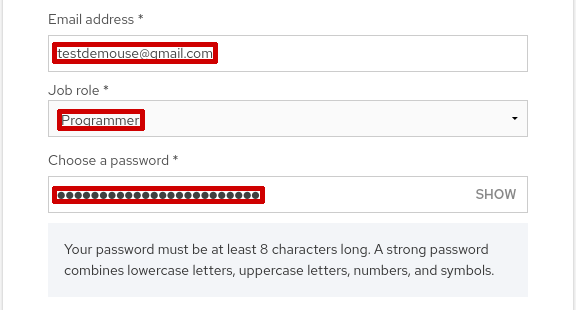 Email address *
testdemouse@gmail.com
Job role *
Programmer
Choose a password *
●●●●●●●●●●●●●●●●●●●●●●●● SHOW
Your password must be at least 8 characters long. A strong password
combines lowercase letters, uppercase letters, numbers, and symbols.